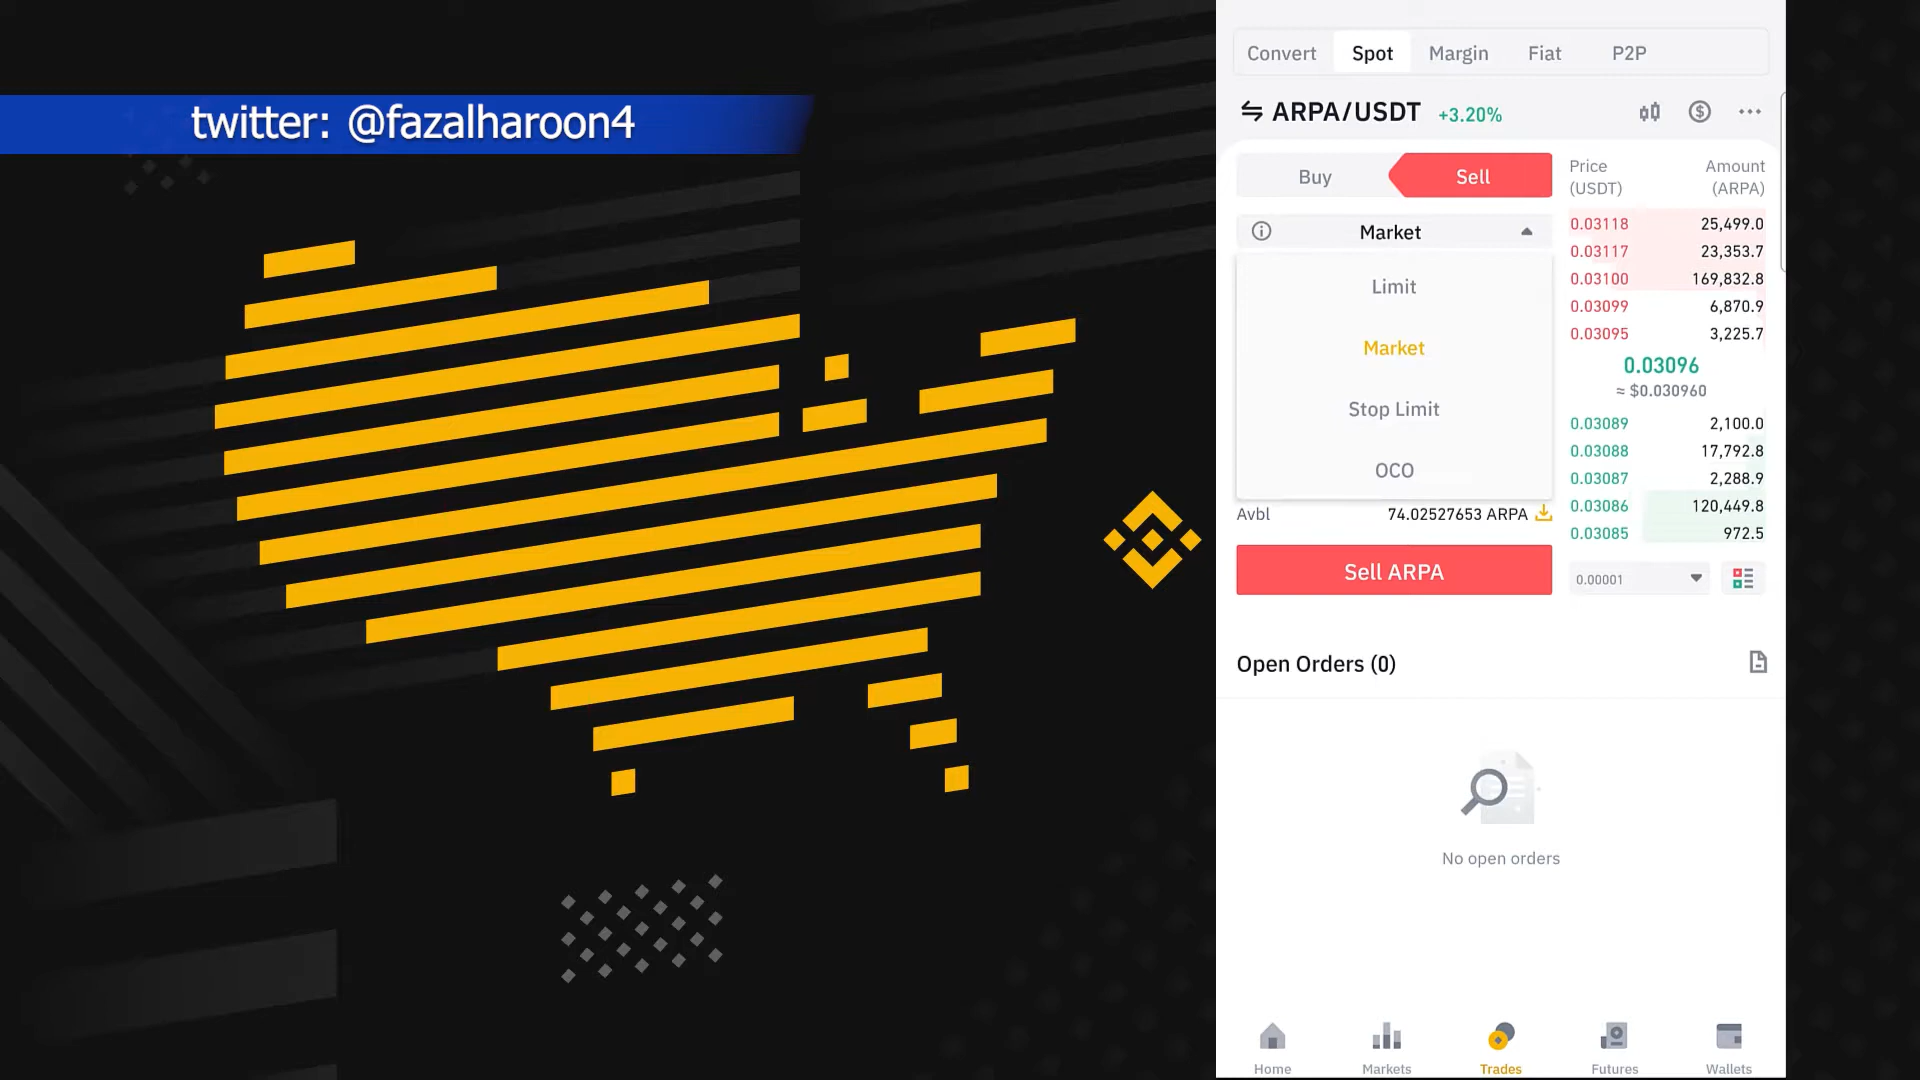 twitter: @fazalharoon4
Convert Spot Margin Fiat P2P
ARPA/USDT +3.20%
Buy Sell
Market
Limit
Market
Stop Limit
OCO
Avbl 74.02527653 ARPA
Sell ARPA
Price Amount
(USDT) (ARPA)
0.03118 25,499.0
0.03117 23,353.7
0.03100 169,832.8
0.03099 6,870.9
0.03095 3,225.7
0.03096
≈ $0.030960
0.03089 2,100.0
0.03088 17,792.8
0.03087 2,288.9
0.03086 120,449.8
0.03085 972.5
0.00001
Open Orders (0)
No open orders
Home Markets Trades Futures Wallets